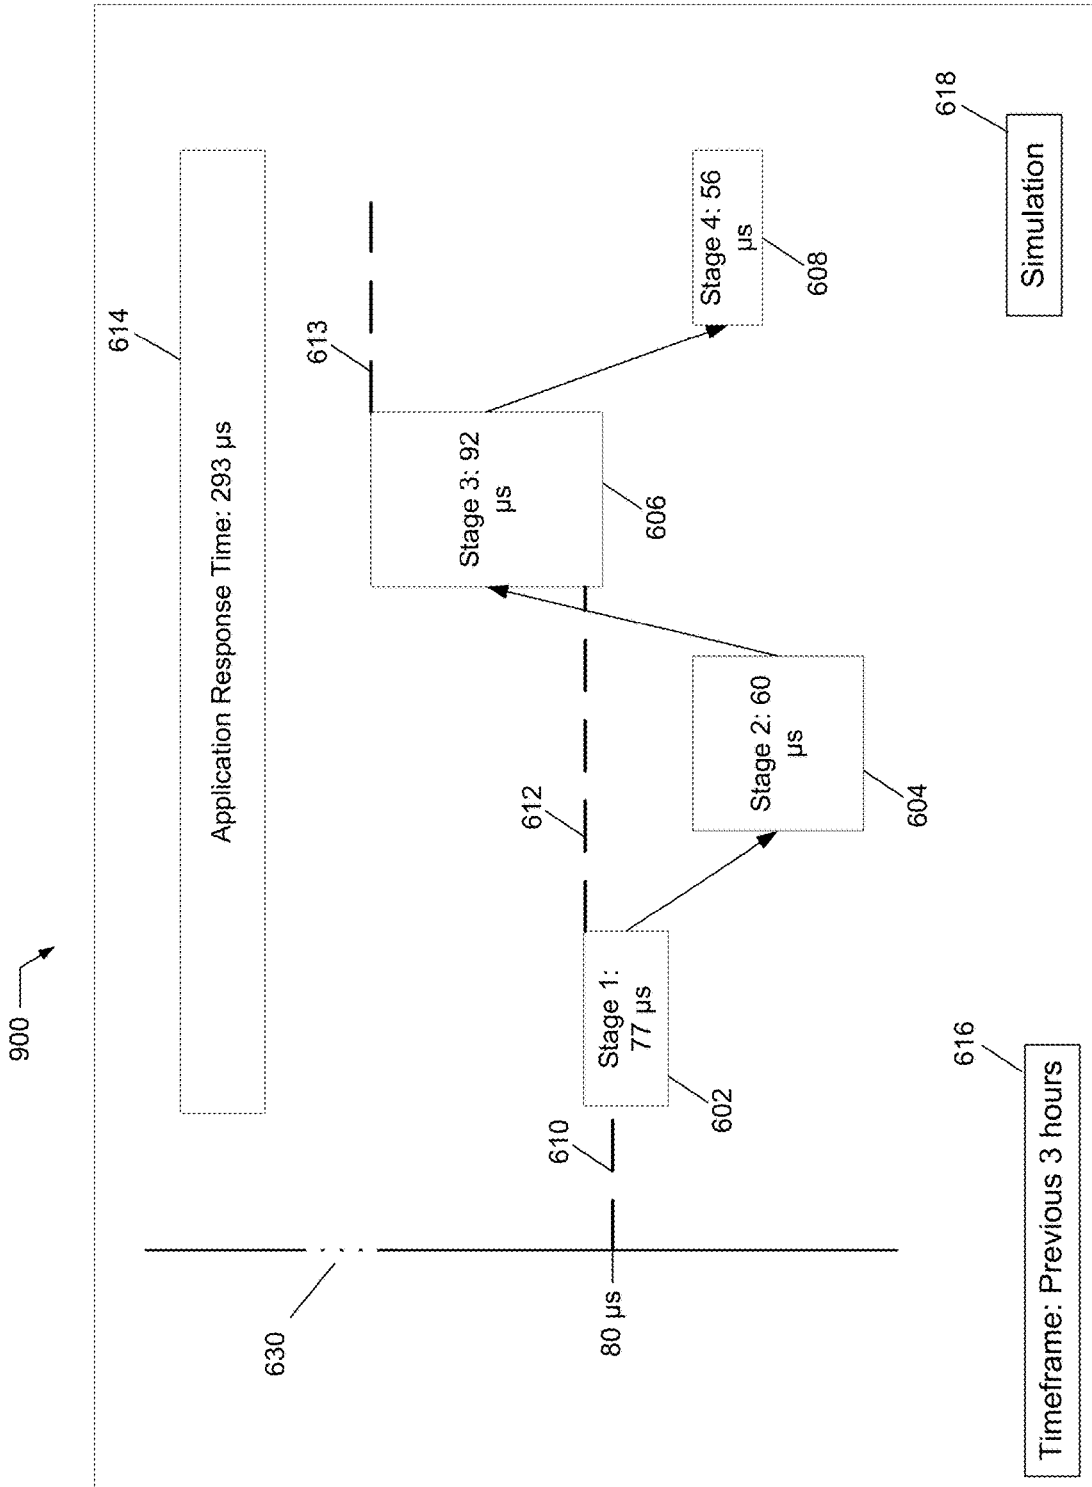 900
614
Application Response Time: 293 µs
630
613
612
610
80 µs
Stage 1:
77 µs
602
Stage 2: 60
µs
604
Stage 3: 92
µs
606
Stage 4: 56
µs
608
616
Timeframe: Previous 3 hours
618
Simulation